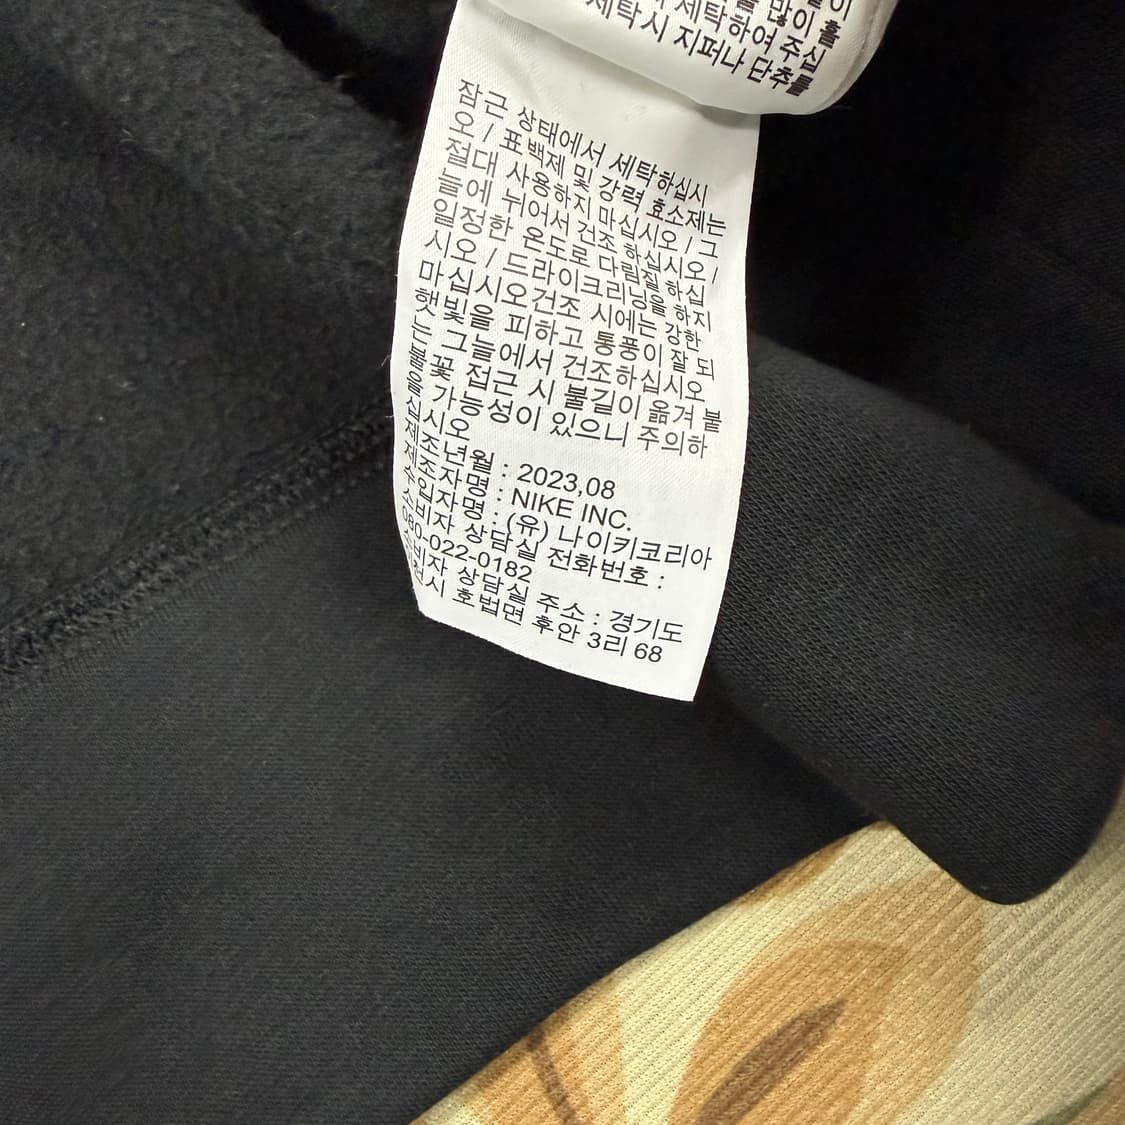 많이 흘
세탁하여 주십
세탁시 지퍼나 단추를
잠근 상태에서 세탁하십시
오 / 표백제 및 강력 효소제는
절대 사용하지 마십시오 / 그
늘에 뉘어서 건조 하십시오 /
일정한 온도로 다림질 하십
시오 / 드라이크리닝을 하지
마십시오건조 시에는 강한
햇빛을 피하고 통풍이 잘 되
는 그늘에서 건조하십시오
불꽃 접근 시 불길이 옮겨 붙
을 가능성이 있으니 주의하
십시오
제조년월 : 2023,08
제조자명 : NIKE INC.
수입자명 : (유) 나이키코리아
소비자 상담실 전화번호 :
080-022-0182
소비자 상담실 주소 : 경기도
천시 호법면 후안 3리 68